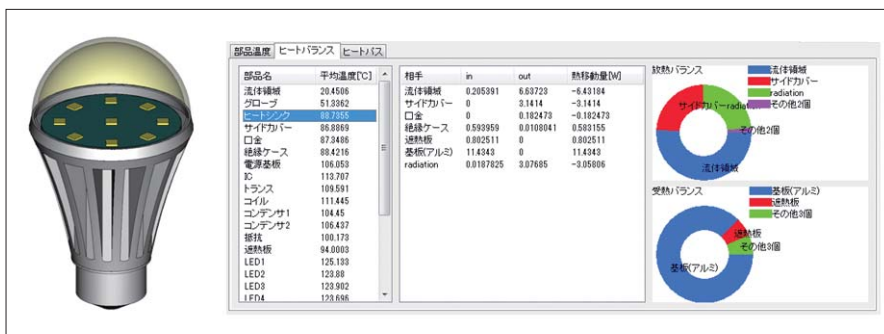 部品温度 ヒートバランス ヒートパス
部品名 平均温度[℃]
流体領域 20.4506
グローブ 51.3362
ヒートシンク 88.7355
サイドカバー 86.8869
口金 87.3486
絶縁ケース 88.4216
電源基板 106.053
IC 113.707
トランス 109.591
コイル 111.445
コンデンサ1 104.45
コンデンサ2 106.437
抵抗 100.173
遮熱板 94.0003
LED1 125.133
LED2 123.88
LED3 123.902
LED4 123.696
相手 in out 熱移動量[W]
流体領域 0.205391 6.63723 -6.43184
サイドカバー 0 3.1414 -3.1414
口金 0 0.182473 -0.182473
絶縁ケース 0.593959 0.0108041 0.583155
遮熱板 0.802511 0 0.802511
基板(アルミ) 11.4343 0 11.4343
radiation 0.0187825 3.07685 -3.05806
放熱バランス
流体領域
サイドカバー
radiation
その他2個
サイドカバー radiat...
その他2個
流体領域
受熱バランス
基板(アルミ)
遮熱板
その他3個
遮熱板
その他3個
基板(アルミ)